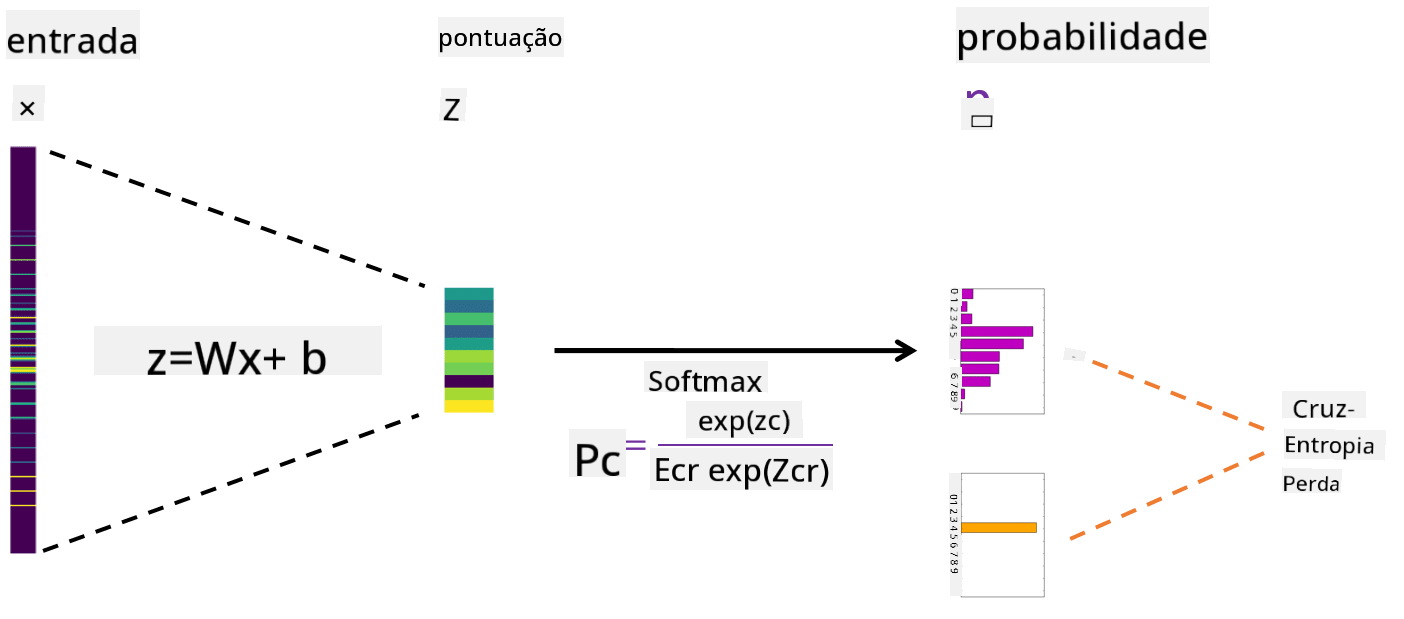 entrada
pontuação
probabilidade
×
Z
z=Wx+ b
Softmax
Pc = exp(zc)
Ecr exp(Zcr)
0 1 2 3 4 5
6 7 8 9
0 1 2 3 4 5 6 7 8 9
Cruz-
Entropia
Perda